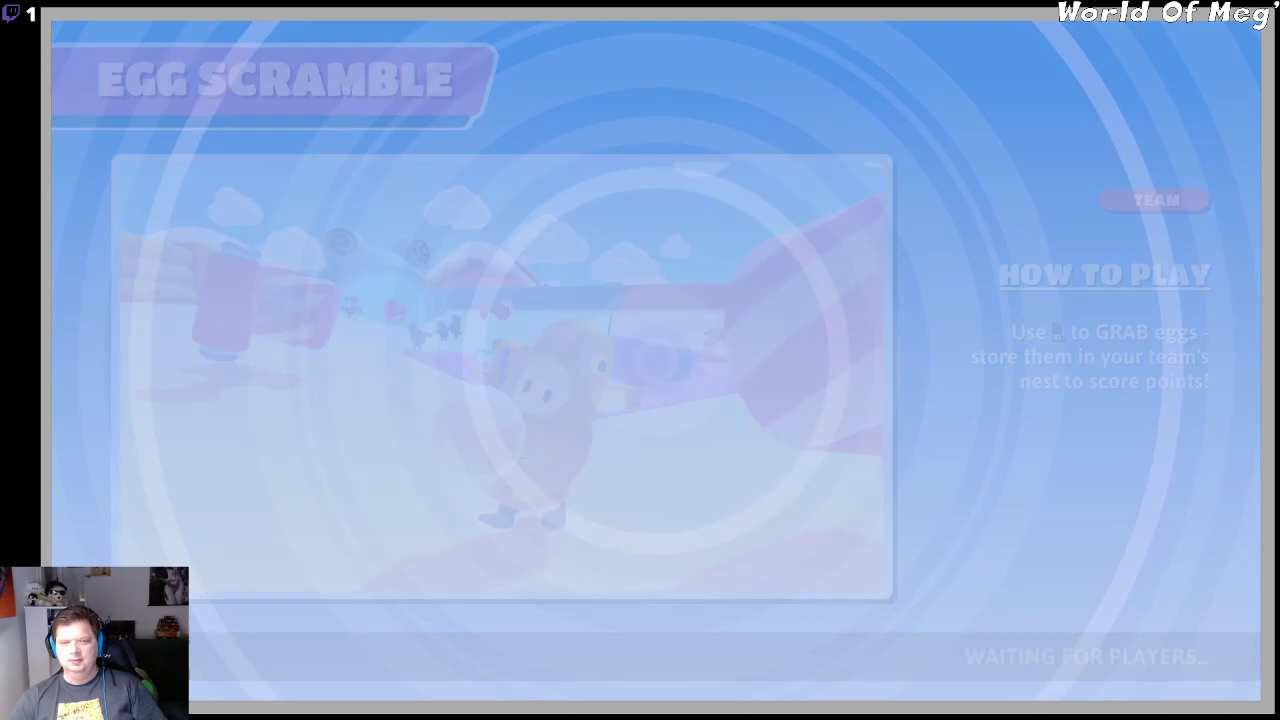 1
World Of Meg'
EGG SCRAMBLE
TEAM
HOW TO PLAY
Use to GRAB eggs -
store them in your team's
nest to score points!
WAITING FOR PLAYERS...